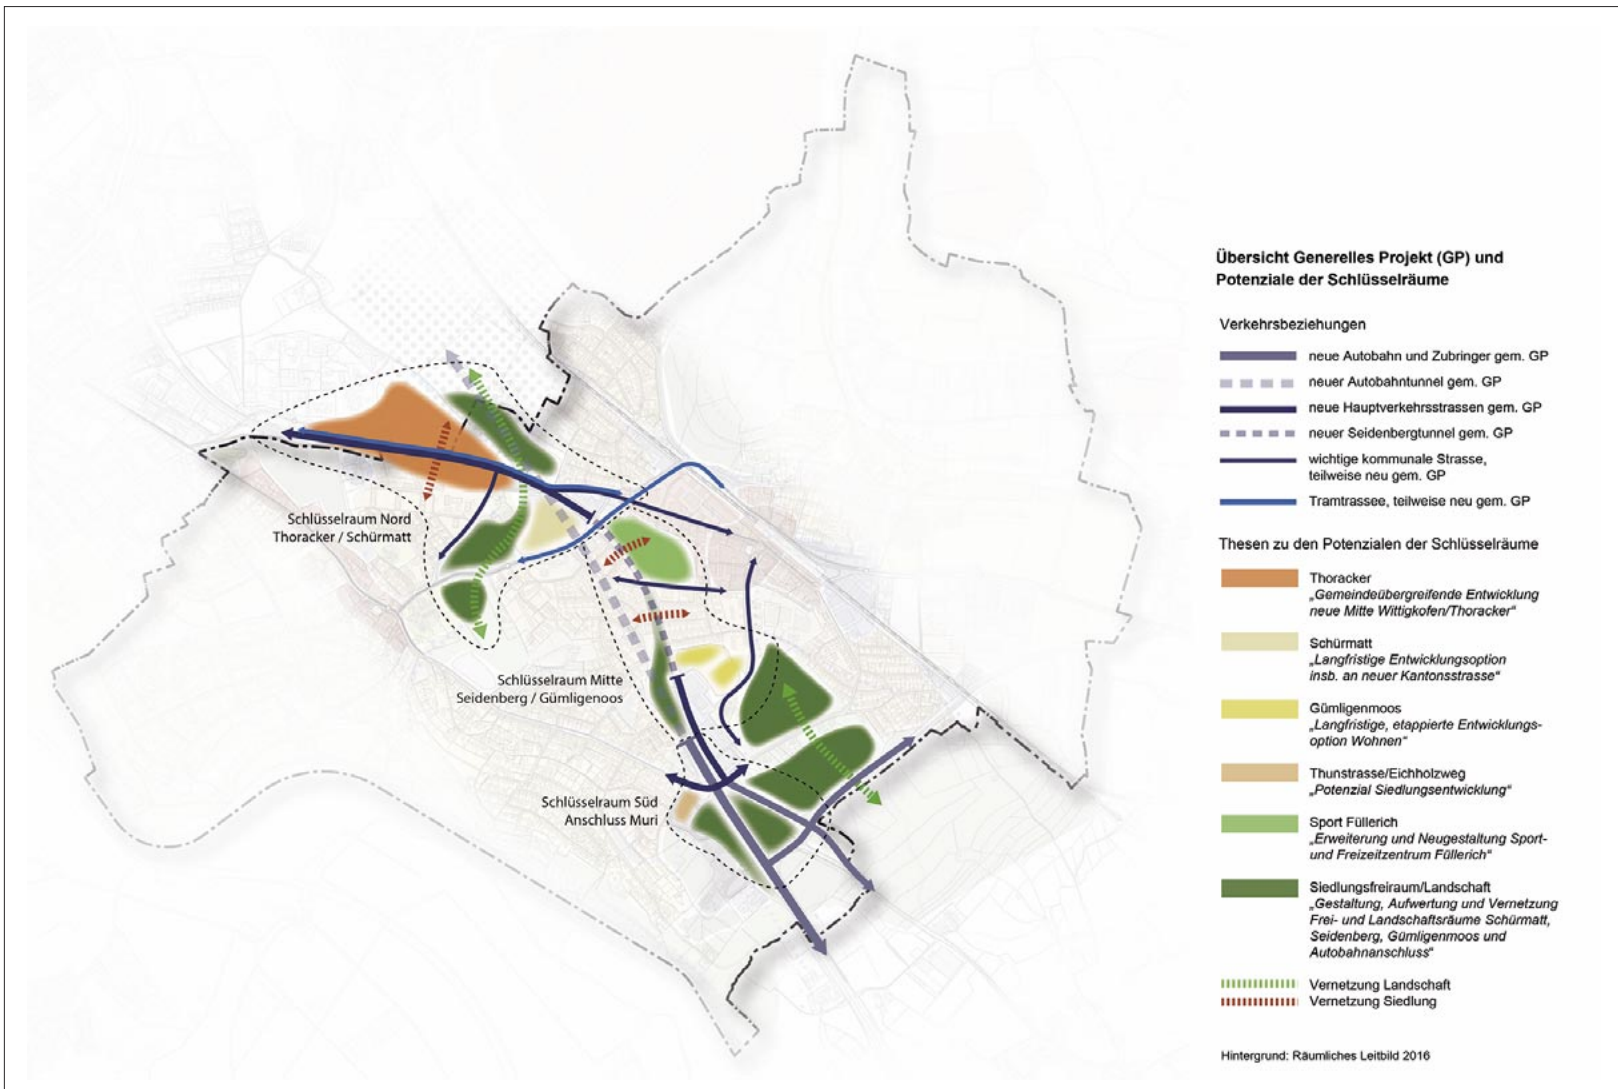 Übersicht Generelles Projekt (GP) und
Potenziale der Schlüsselräume
Verkehrsbeziehungen
neue Autobahn und Zubringer gem. GP
neuer Autobahntunnel gem. GP
neue Hauptverkehrsstrassen gem. GP
neuer Seidenbergtunnel gem. GP
wichtige kommunale Strasse,
teilweise neu gem. GP
Tramtrassee, teilweise neu gem. GP
Thesen zu den Potenzialen der Schlüsselräume
Thoracker
„Gemeindeübergreifende Entwicklung
neue Mitte Wittigkofen/Thoracker“
Schürmatt
„Langfristige Entwicklungsoption
insb. an neuer Kantonsstrasse“
Gümligenmoos
„Langfristige, etappierte Entwicklungs-
option Wohnen“
Thunstrasse/Eichholzweg
„Potenzial Siedlungsentwicklung“
Sport Füllerich
„Erweiterung und Neugestaltung Sport-
und Freizeitzentrum Füllerich“
Siedlungsfreiraum/Landschaft
„Gestaltung, Aufwertung und Vernetzung
Frei- und Landschaftsräume Schürmatt,
Seidenberg, Gümligenmoos und
Autobahnanschluss“
Vernetzung Landschaft
Vernetzung Siedlung
Hintergrund: Räumliches Leitbild 2016
Schlüsselraum Nord
Thoracker / Schürmatt
Schlüsselraum Mitte
Seidenberg / Gümligenoos
Schlüsselraum Süd
Anschluss Muri